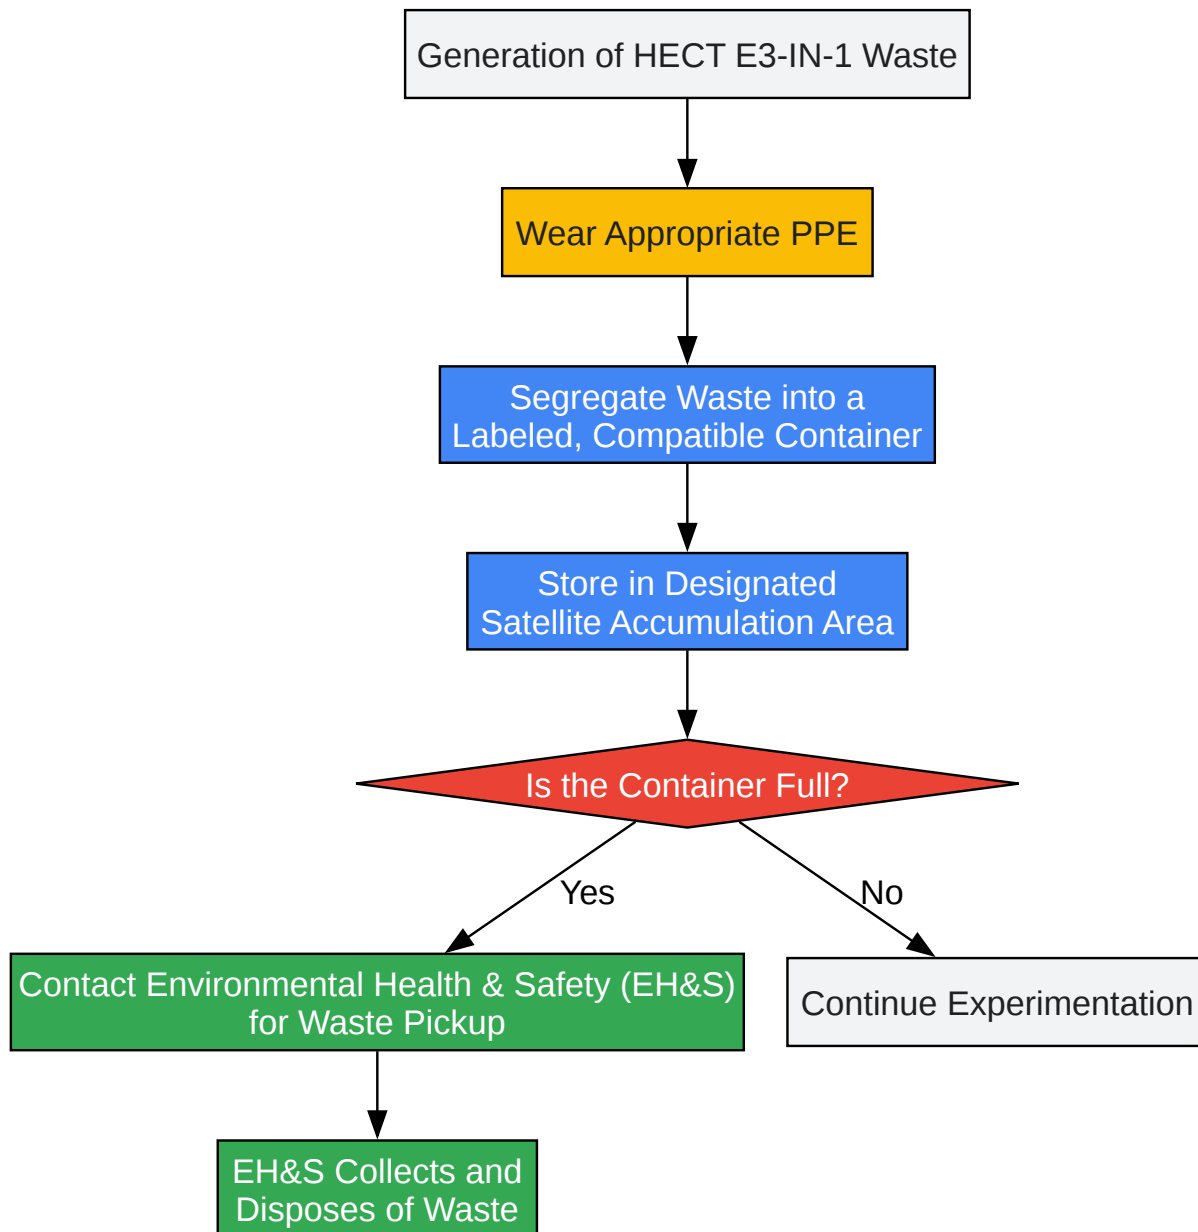 Generation of HECT E3-IN-1 Waste
Wear Appropriate PPE
Segregate Waste into a
Labeled, Compatible Container
Store in Designated
Satellite Accumulation Area
Is the Container Full?
Yes
No
Contact Environmental Health & Safety (EH&S)
for Waste Pickup
Continue Experimentation
EH&S Collects and
Disposes of Waste